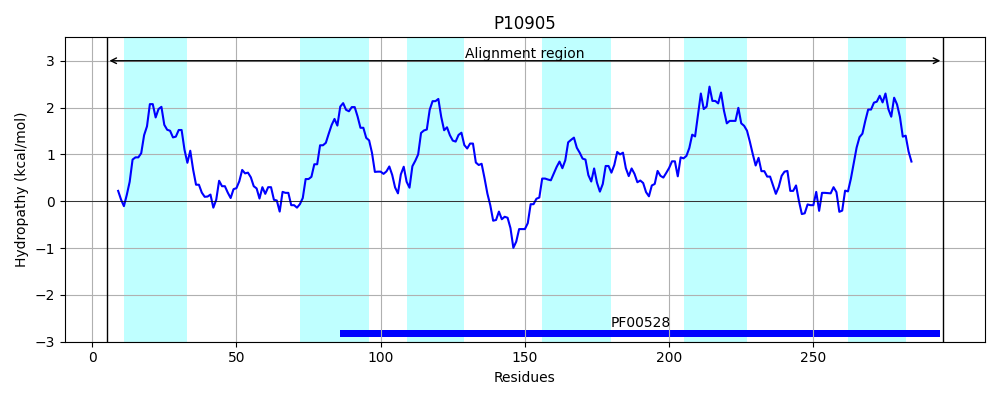 P10905
Alignment region
Hydropathy (kcal/mol)
3
2
1
0
−1
−2
−3
PF00528
0 50 100 150 200 250
Residues